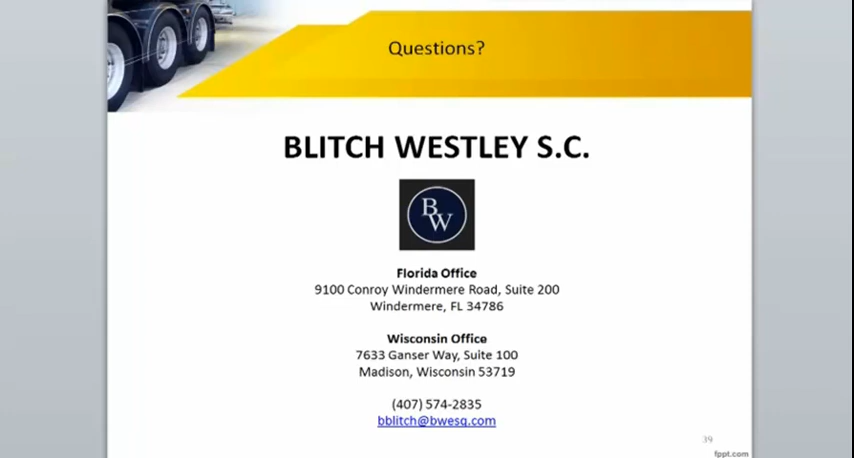 Questions?
BLITCH WESTLEY S.C.
B
W
Florida Office
9100 Conroy Windermere Road, Suite 200
Windermere, FL 34786
Wisconsin Office
7633 Ganser Way, Suite 100
Madison, Wisconsin 53719
(407) 574-2835
bblitch@bwesq.com
39
fppt.com